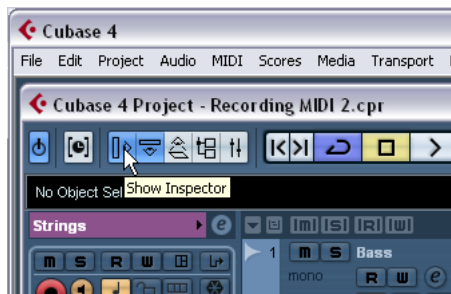 Cubase 4
File Edit Project Audio MIDI Scores Media Transport
Cubase 4 Project - Recording MIDI 2.cpr
No Object Sel
Show Inspector
Strings e [m] [s] [R] [W]
m S R W
1 m S Bass
mono R W e